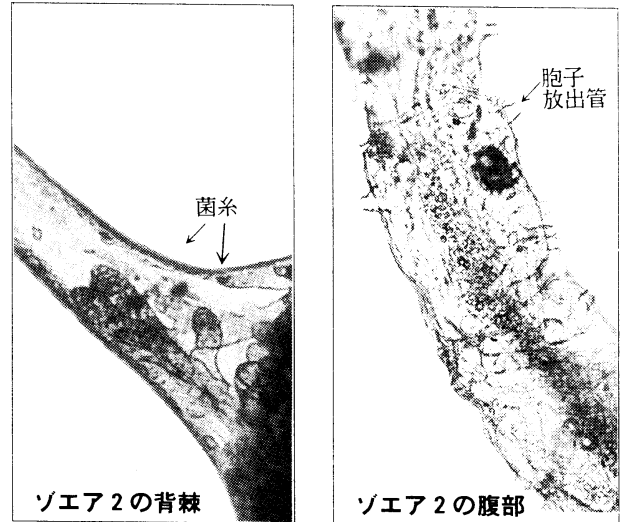 菌糸
ゾエア2の背棘
胞子
放出管
ゾエア2の腹部